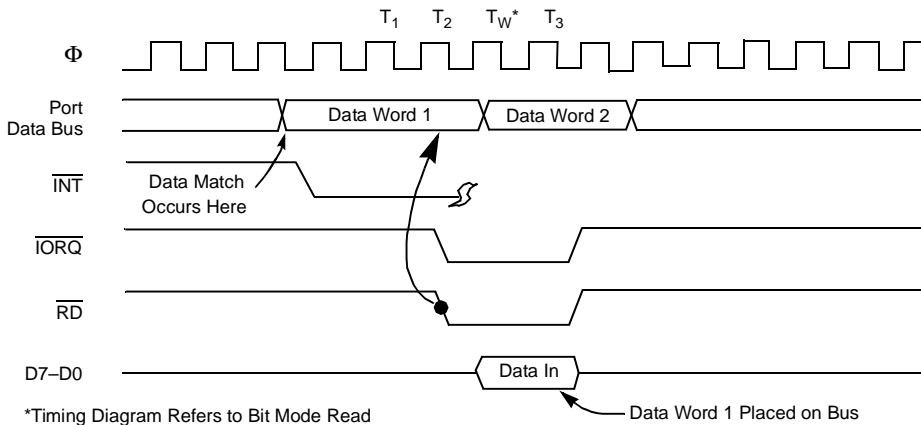 T1 T2 TW* T3
Φ
Port
Data Bus
Data Word 1
Data Word 2
INT
Data Match
Occurs Here
IORQ
RD
D7–D0
Data In
*Timing Diagram Refers to Bit Mode Read
Data Word 1 Placed on Bus